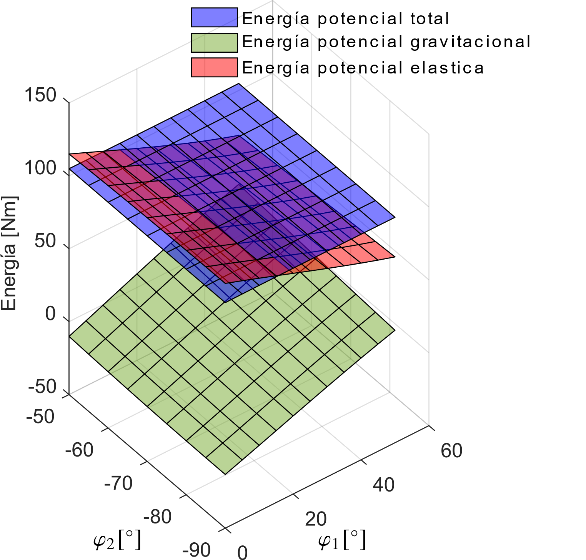 Energía potencial total
Energía potencial gravitacional
Energía potencial elastica
150
100
50
0
-50
Energía [Nm]
-50
-60
-70
-80
-90
φ2[°]
0
20
40
60
φ1[°]